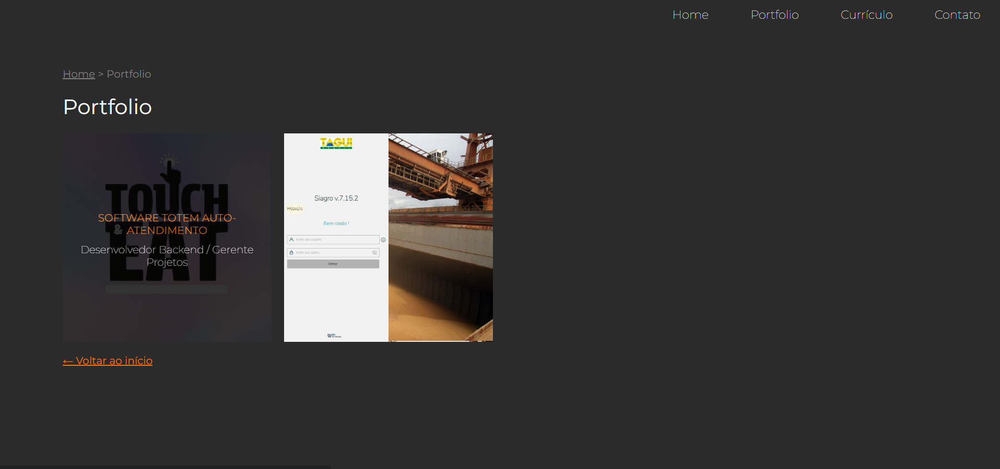 Home Portfolio Currículo Contato
Home > Portfolio
Portfolio
TOUCH
SOFTWARE TOTEM AUTO-
& ATENDIMENTO
Desenvolvedor Backend / Gerente
Projetos
EAT
TAGUI
BRASIL
Siagro v.7.15.2
PRODUÇÃO
Bem vindo !
Insira seu usuário
Insira sua senha
Entrar
← Voltar ao início